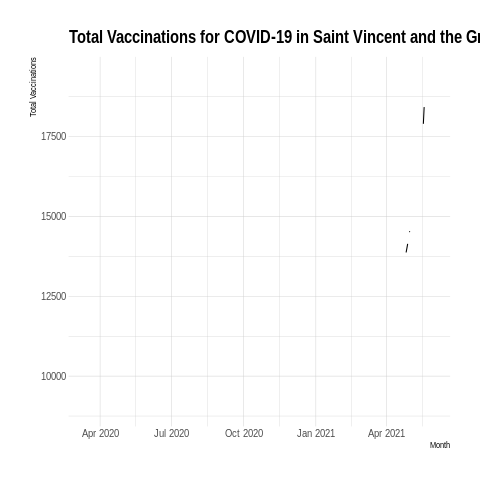 Total Vaccinations for COVID-19 in Saint Vincent and the Gr
Total Vaccinations
17500
15000
12500
10000
Apr 2020 Jul 2020 Oct 2020 Jan 2021 Apr 2021
Month